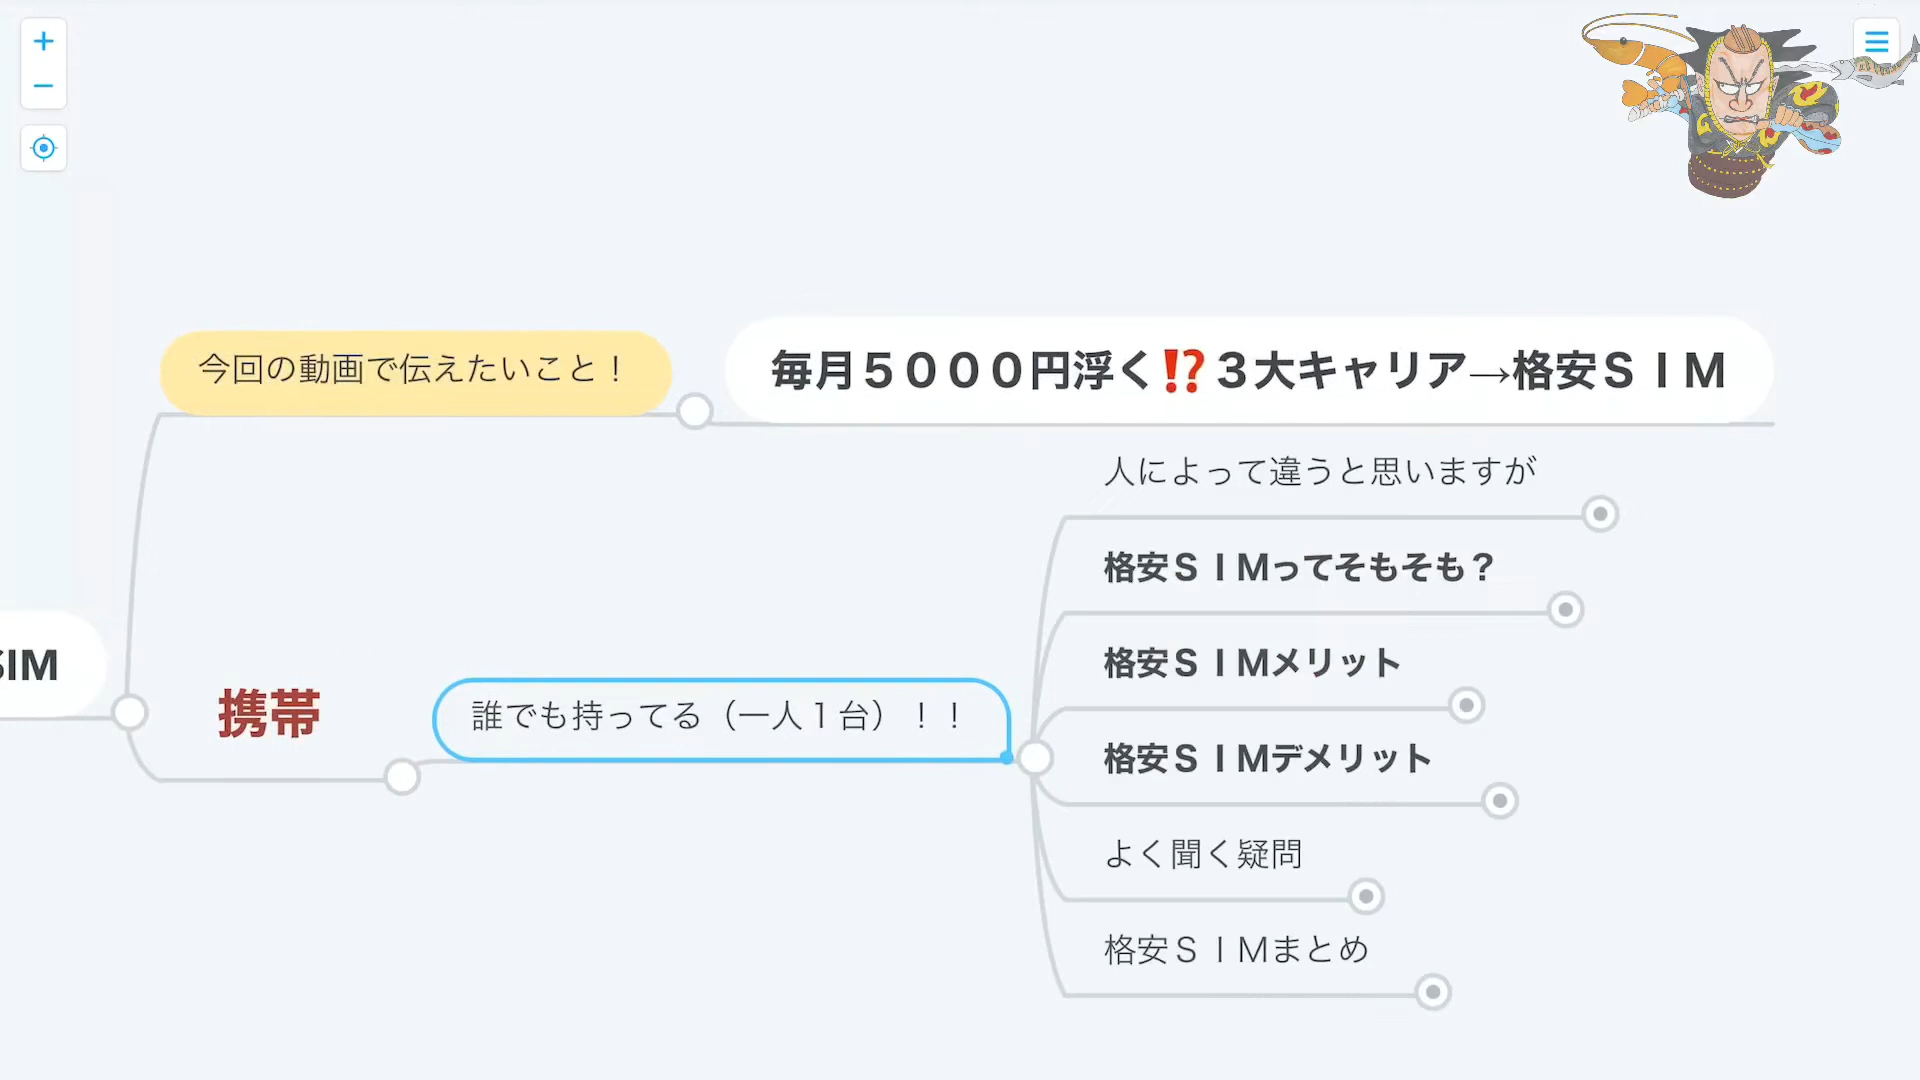 今回の動画で伝えたいこと！
毎月５０００円浮く⁉️３大キャリア→格安ＳＩＭ
人によって違うと思いますが
格安ＳＩＭってそもそも？
格安ＳＩＭメリット
SIM
携帯
誰でも持ってる（一人１台）！！
格安ＳＩＭデメリット
よく聞く疑問
格安ＳＩＭまとめ